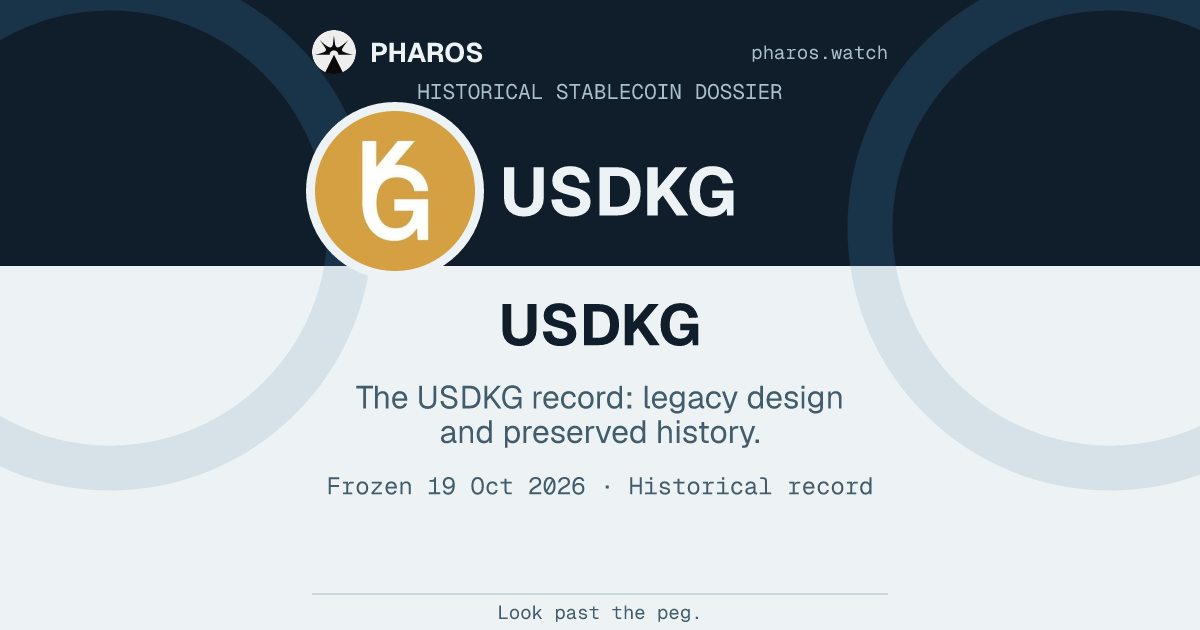 PHAROS
pharos.watch
HISTORICAL STABLECOIN DOSSIER
KG
USDKG
USDKG
The USDKG record: legacy design
and preserved history.
Frozen 19 Oct 2026 · Historical record
Look past the peg.